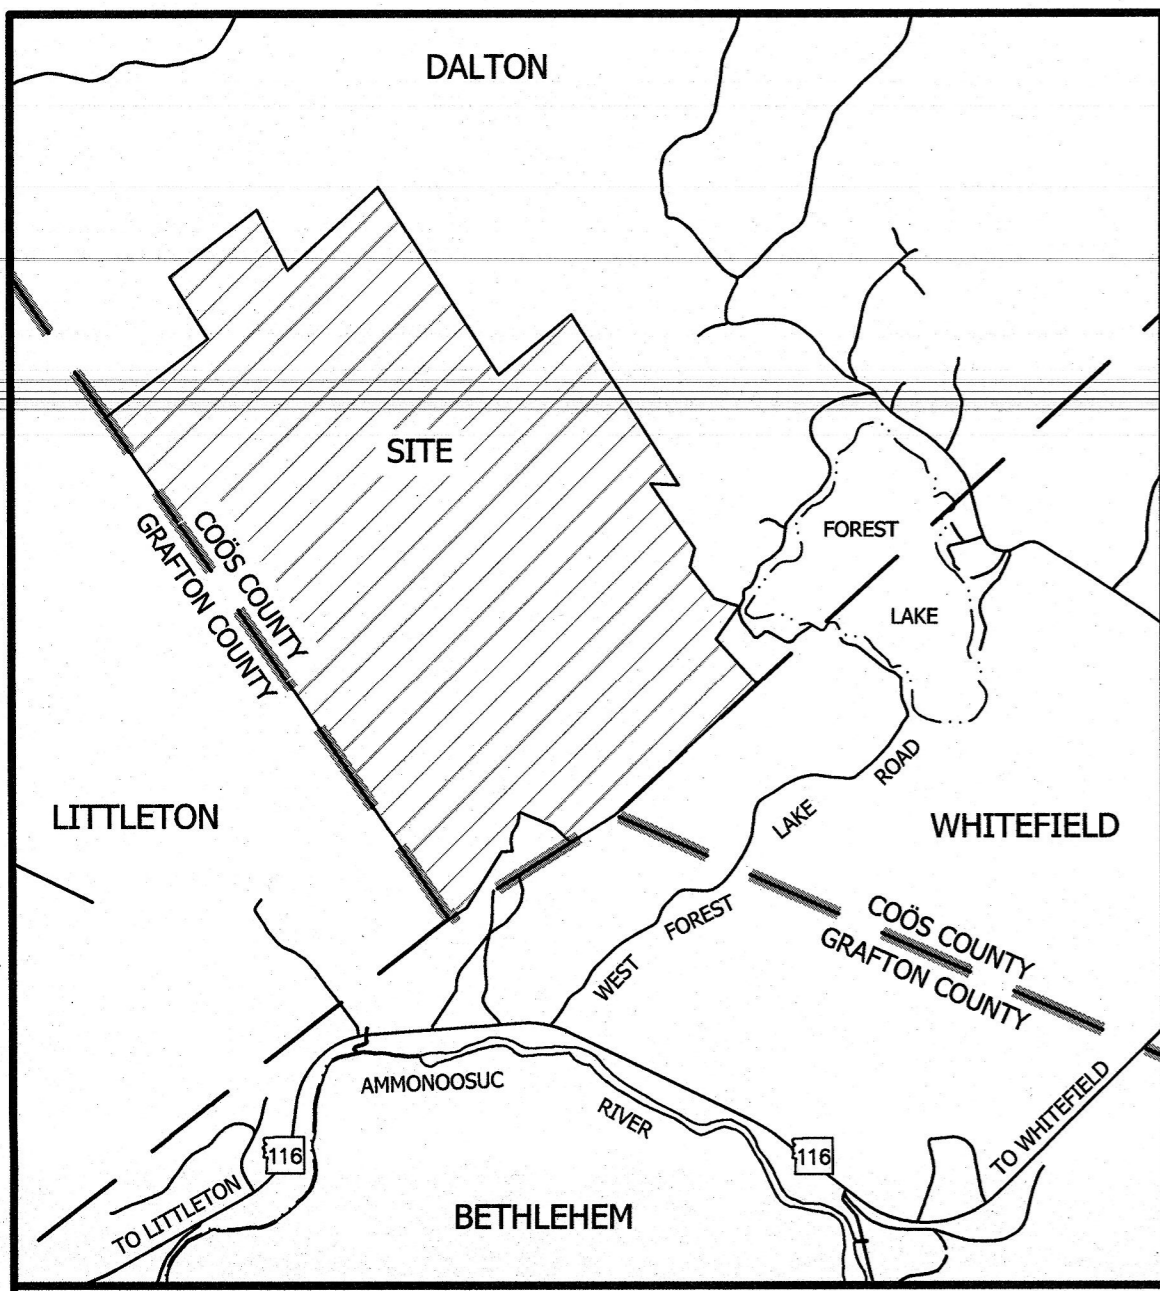 DALTON
SITE
FOREST
LAKE
COÖS COUNTY
GRAFTON COUNTY
LITTLETON
WHITEFIELD
WEST FOREST LAKE ROAD
COÖS COUNTY
GRAFTON COUNTY
AMMONOOSUC RIVER
116
116
TO WHITEFIELD
TO LITTLETON
BETHLEHEM